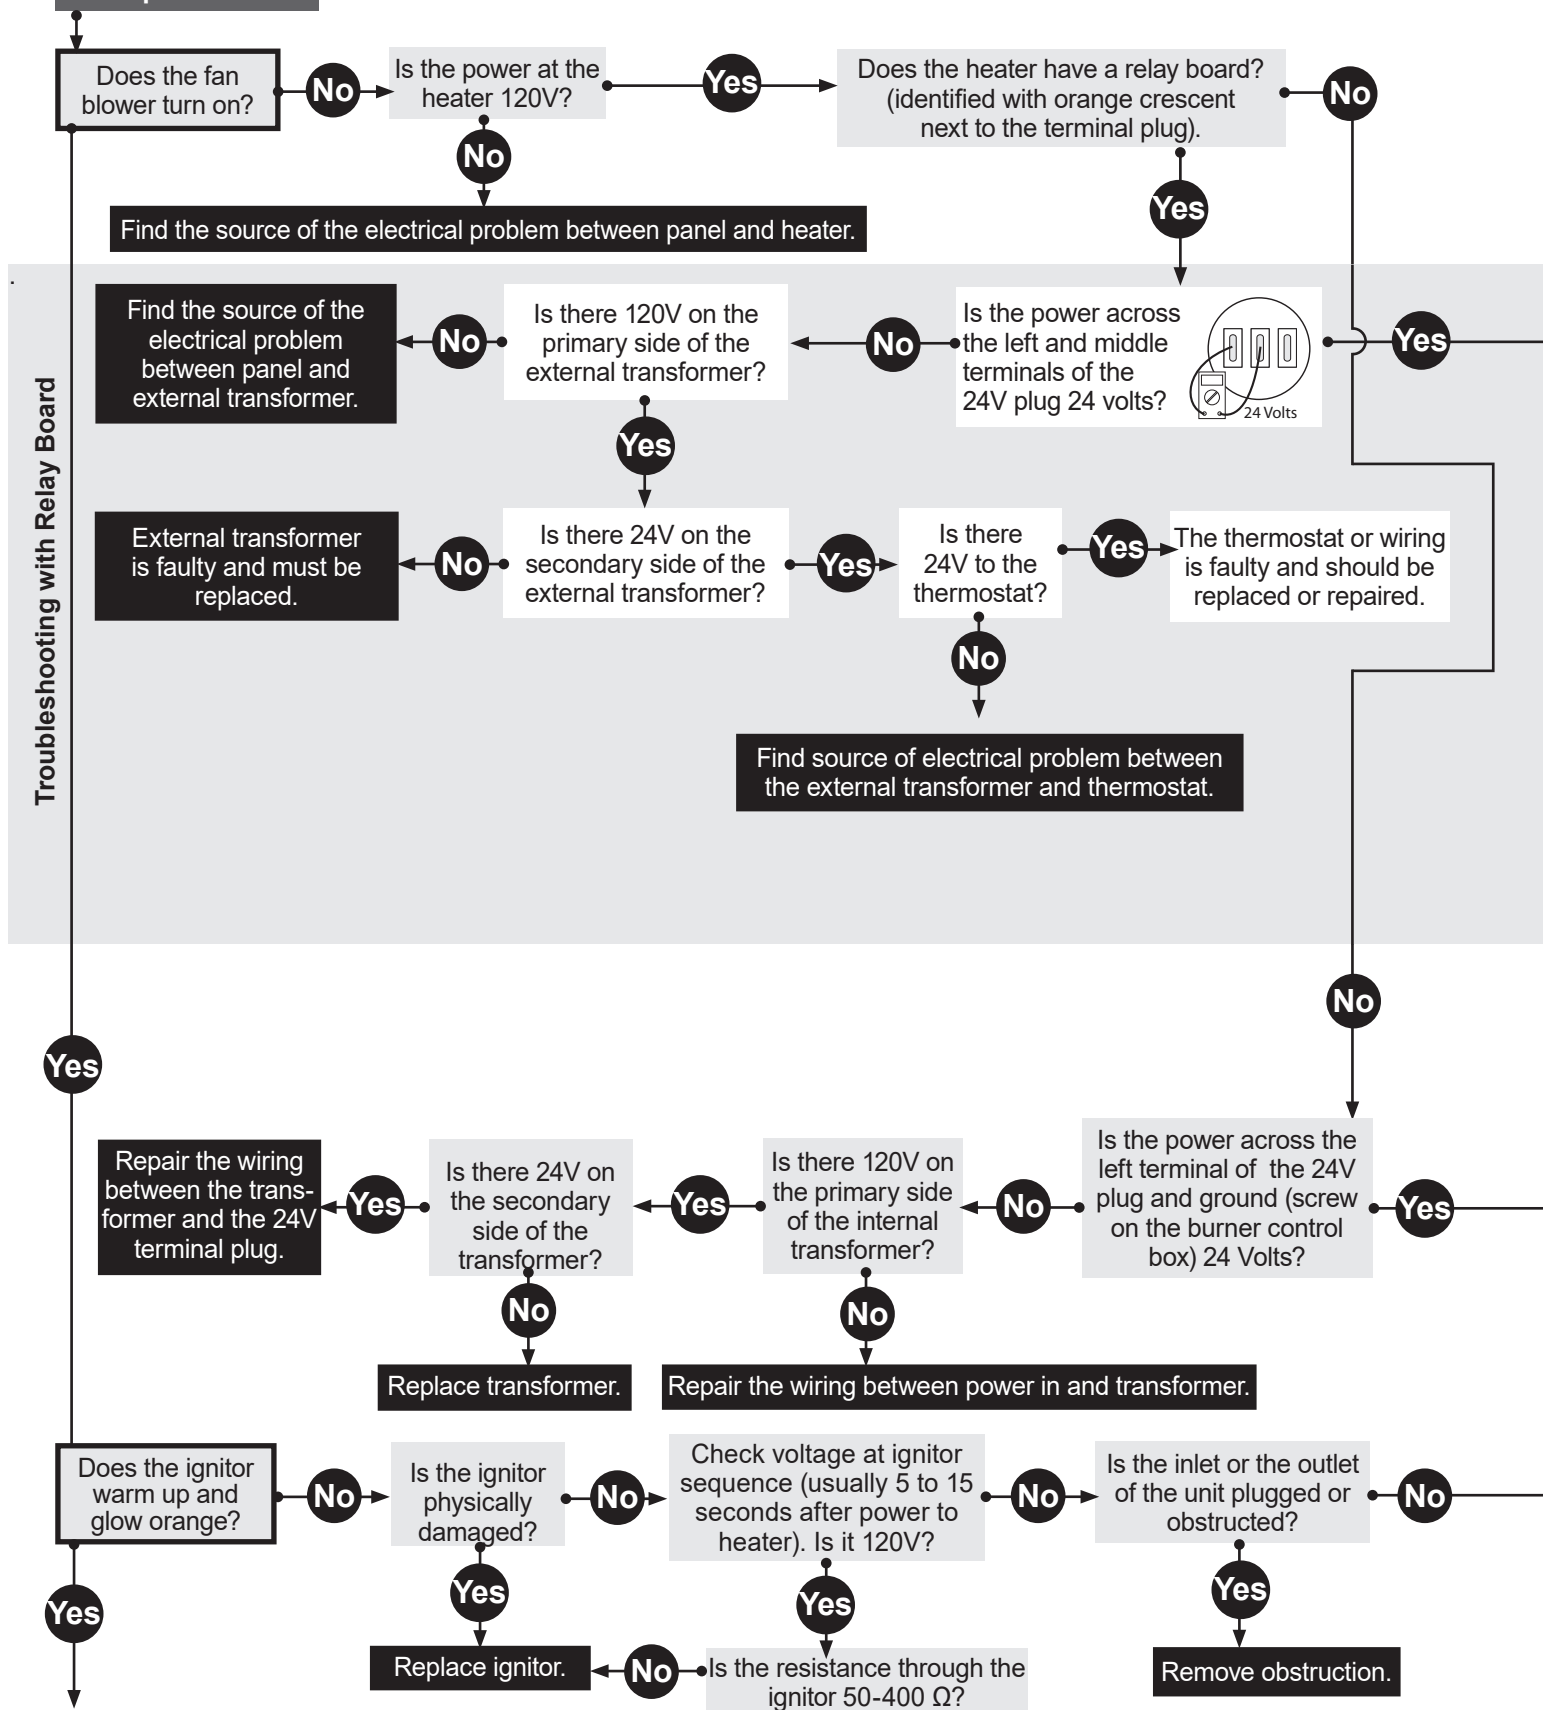 Does the fan
blower turn on?
No
Is the power at the
heater 120V?
Yes
Does the heater have a relay board?
(identified with orange crescent
next to the terminal plug).
No
No
Yes
Find the source of the electrical problem between panel and heater.
Troubleshooting with Relay Board
Find the source of the
electrical problem
between panel and
external transformer.
No
Is there 120V on the
primary side of the
external transformer?
No
Is the power across
the left and middle
terminals of the
24V plug 24 volts?
24 Volts
Yes
Yes
External transformer
is faulty and must be
replaced.
No
Is there 24V on the
secondary side of the
external transformer?
Yes
Is there
24V to the
thermostat?
Yes
The thermostat or wiring
is faulty and should be
replaced or repaired.
No
Find source of electrical problem between
the external transformer and thermostat.
No
Yes
Repair the wiring
between the trans-
former and the 24V
terminal plug.
Yes
Is there 24V on
the secondary
side of the
transformer?
Yes
Is there 120V on
the primary side
of the internal
transformer?
No
Is the power across the
left terminal of the 24V
plug and ground (screw
on the burner control
box) 24 Volts?
Yes
No
No
Replace transformer.
Repair the wiring between power in and transformer.
Does the ignitor
warm up and
glow orange?
No
Is the ignitor
physically
damaged?
No
Check voltage at ignitor
sequence (usually 5 to 15
seconds after power to
heater). Is it 120V?
No
Is the inlet or the outlet
of the unit plugged or
obstructed?
No
Yes
Yes
Yes
Yes
Replace ignitor.
No
Is the resistance through the
ignitor 50-400 Ω?
Remove obstruction.